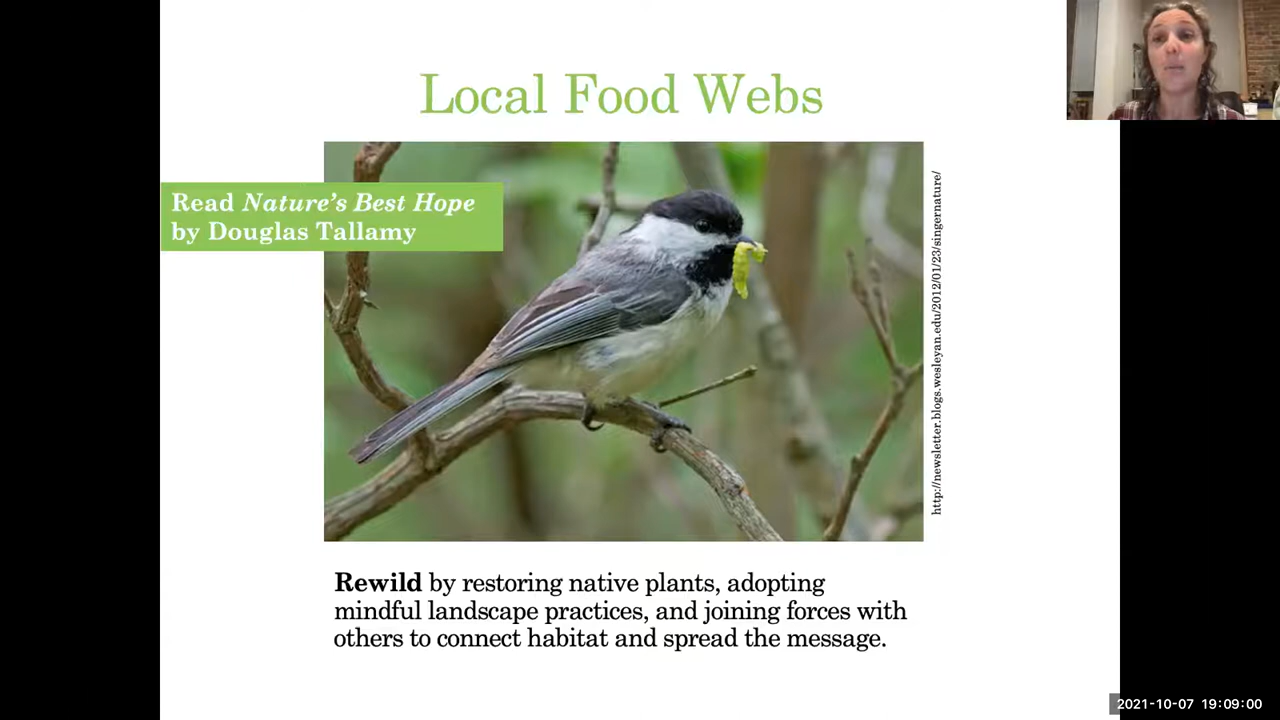 Local Food Webs
Read Nature's Best Hope
by Douglas Tallamy
http://newsletter.blogs.wesleyan.edu/2012/01/23/singernature/
Rewild by restoring native plants, adopting
mindful landscape practices, and joining forces with
others to connect habitat and spread the message.
2021-10-07 19:09:00